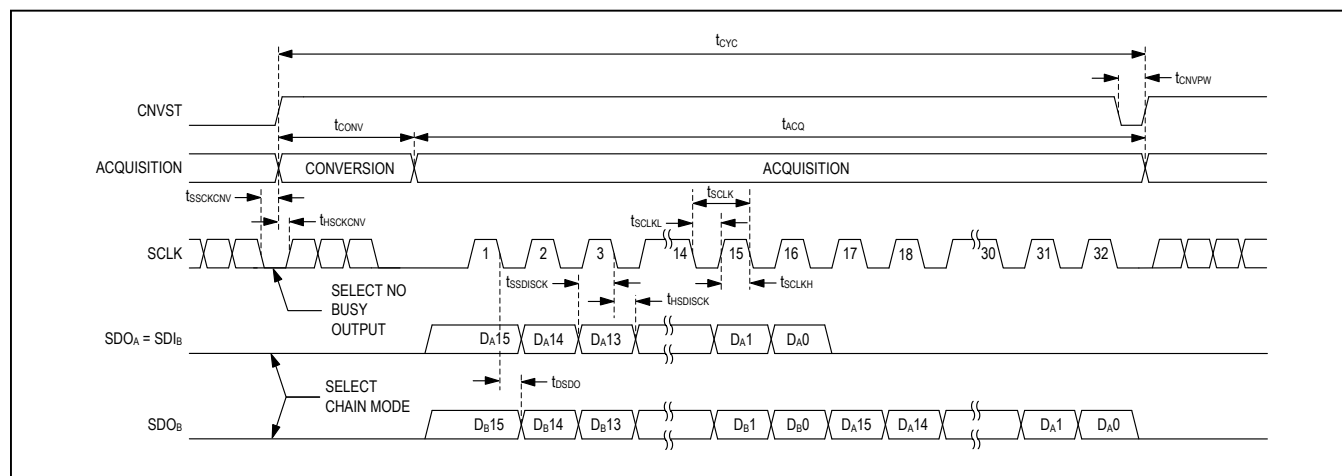 tCYC
tCNVPW
CNVST
tCONV
tACQ
ACQUISITION
CONVERSION
ACQUISITION
tSSCKCNV
tHSCKCNV
tSCLK
tSCLKL
SCLK
1 2 3 14 15 16 17 18 30 31 32
tSSDISCK
tHSDISCK
tSCLKH
SELECT NO
BUSY
OUTPUT
SDOA = SDIB
DA15 DA14 DA13 DA1 DA0
tDSDO
SELECT
CHAIN MODE
SDOB
DB15 DB14 DB13 DB1 DB0 DA15 DA14 DA1 DA0